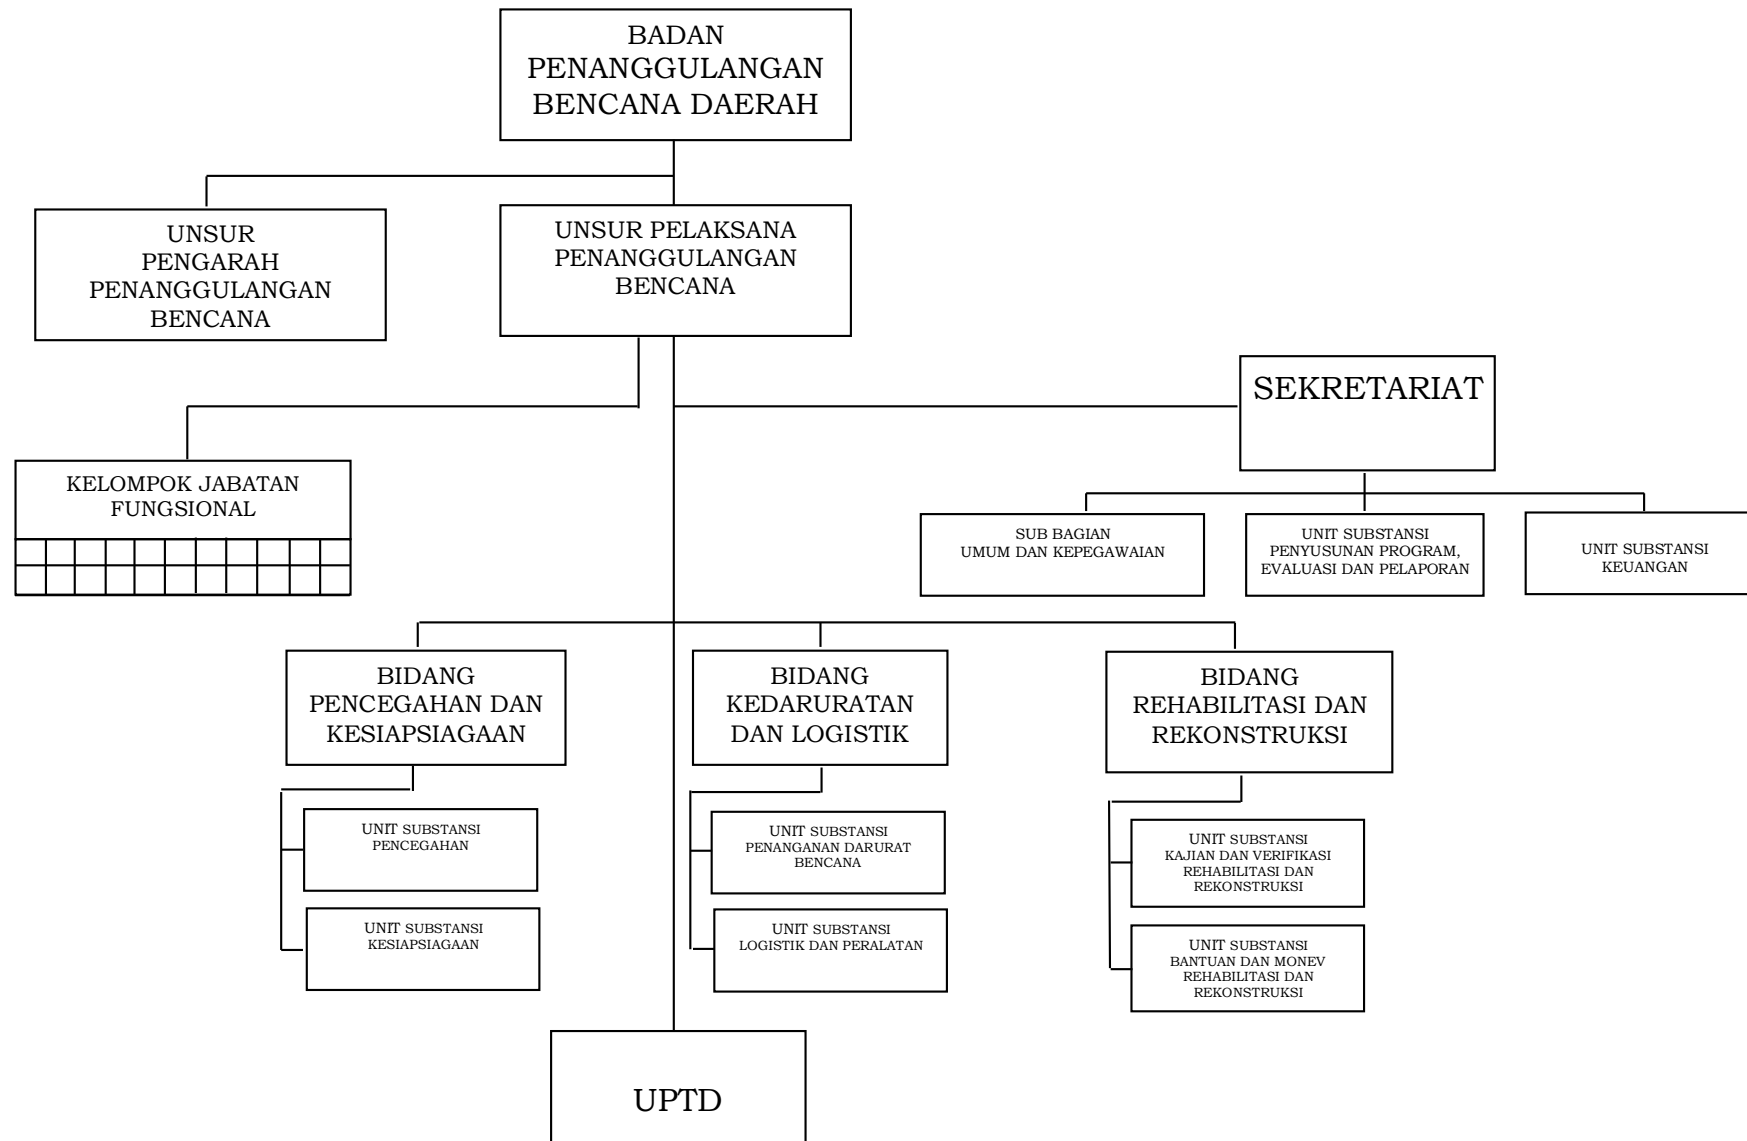 BADAN
PENANGGULANGAN
BENCANA DAERAH
UNSUR
PENGARAH
PENANGGULANGAN
BENCANA
UNSUR PELAKSANA
PENANGGULANGAN
BENCANA
SEKRETARIAT
KELOMPOK JABATAN
FUNGSIONAL
SUB BAGIAN
UMUM DAN KEPEGAWAIAN
UNIT SUBSTANSI
PENYUSUNAN PROGRAM,
EVALUASI DAN PELAPORAN
UNIT SUBSTANSI
KEUANGAN
BIDANG
PENCEGAHAN DAN
KESIAPSIAGAAN
BIDANG
KEDARURATAN
DAN LOGISTIK
BIDANG
REHABILITASI DAN
REKONSTRUKSI
UNIT SUBSTANSI
PENCEGAHAN
UNIT SUBSTANSI
KESIAPSIAGAAN
UNIT SUBSTANSI
PENANGANAN DARURAT
BENCANA
UNIT SUBSTANSI
LOGISTIK DAN PERALATAN
UNIT SUBSTANSI
KAJIAN DAN VERIFIKASI
REHABILITASI DAN
REKONSTRUKSI
UNIT SUBSTANSI
BANTUAN DAN MONEV
REHABILITASI DAN
REKONSTRUKSI
UPTD